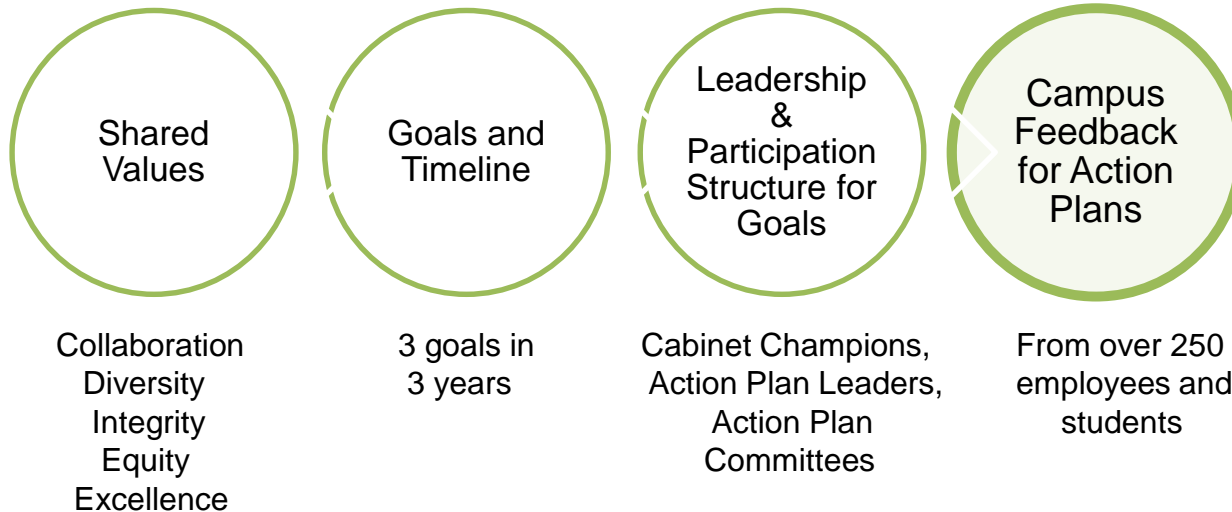 Shared
Values
Goals and
Timeline
Leadership
&
Participation
Structure for
Goals
Campus
Feedback
for Action
Plans
Collaboration
Diversity
Integrity
Equity
Excellence
3 goals in
3 years
Cabinet Champions,
Action Plan Leaders,
Action Plan
Committees
From over 250
employees and
students